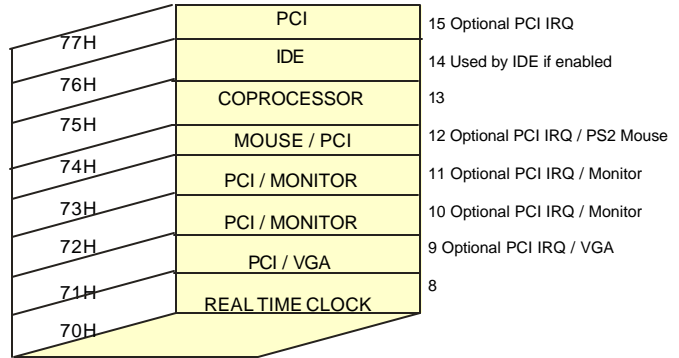 PCI 15 Optional PCI IRQ
77H
IDE 14 Used by IDE if enabled
76H
COPROCESSOR 13
75H
MOUSE / PCI 12 Optional PCI IRQ / PS2 Mouse
74H
PCI / MONITOR 11 Optional PCI IRQ / Monitor
73H
PCI / MONITOR 10 Optional PCI IRQ / Monitor
72H
PCI / VGA 9 Optional PCI IRQ / VGA
71H
REAL TIME CLOCK 8
70H